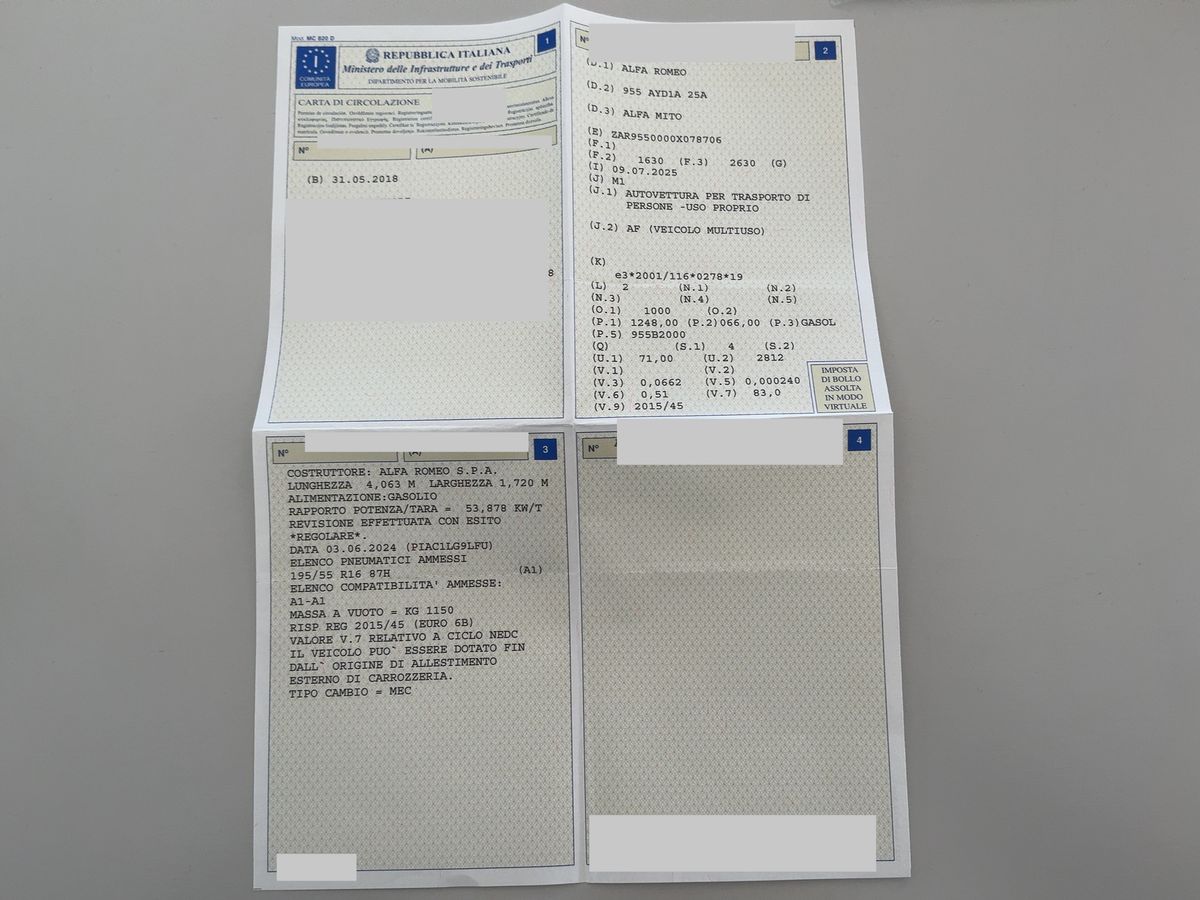 Mod. MC 820 D
1
I
COMUNITÀ
EUROPEA
REPUBBLICA ITALIANA
Ministero delle Infrastrutture e dei Trasporti
DIPARTIMENTO PER LA MOBILITÀ SOSTENIBILE
CARTA DI CIRCOLAZIONE
N° (A)
(B) 31.05.2018
8
N° 2
(D.1) ALFA ROMEO
(D.2) 955 AYD1A 25A
(D.3) ALFA MITO
(E) ZAR9550000X078706
(F.1)
(F.2) 1630 (F.3) 2630 (G)
(I) 09.07.2025
(J) M1
(J.1) AUTOVETTURA PER TRASPORTO DI
PERSONE -USO PROPRIO
(J.2) AF (VEICOLO MULTIUSO)
(K)
e3*2001/116*0278*19
(L) 2 (N.1) (N.2)
(N.3) (N.4) (N.5)
(O.1) 1000 (O.2)
(P.1) 1248,00 (P.2)066,00 (P.3)GASOL
(P.5) 955B2000
(Q) (S.1) 4 (S.2)
(U.1) 71,00 (U.2) 2812
(V.1) (V.2)
(V.3) 0,0662 (V.5) 0,000240
(V.6) 0,51 (V.7) 83,0
(V.9) 2015/45
IMPOSTA
DI BOLLO
ASSOLTA
IN MODO
VIRTUALE
N° (A) 3
COSTRUTTORE: ALFA ROMEO S.P.A.
LUNGHEZZA 4,063 M LARGHEZZA 1,720 M
ALIMENTAZIONE:GASOLIO
RAPPORTO POTENZA/TARA = 53,878 KW/T
REVISIONE EFFETTUATA CON ESITO
*REGOLARE*.
DATA 03.06.2024 (PIAC1LG9LFU)
ELENCO PNEUMATICI AMMESSI
195/55 R16 87H (A1)
ELENCO COMPATIBILITA' AMMESSE:
A1-A1
MASSA A VUOTO = KG 1150
RISP REG 2015/45 (EURO 6B)
VALORE V.7 RELATIVO A CICLO NEDC
IL VEICOLO PUO` ESSERE DOTATO FIN
DALL` ORIGINE DI ALLESTIMENTO
ESTERNO DI CARROZZERIA.
TIPO CAMBIO = MEC
N° 4